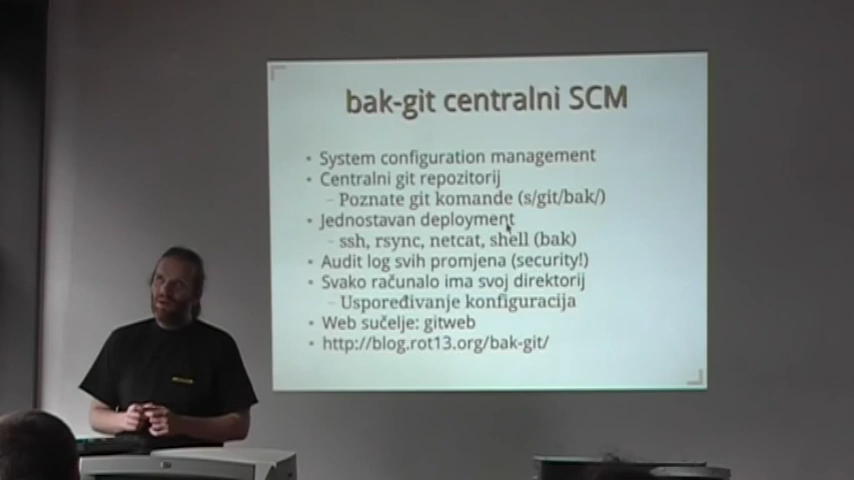 bak-git centralni SCM
• System configuration management
• Centralni git repozitorij
– Poznate git komande (s/git/bak/)
• Jednostavan deployment
– ssh, rsync, netcat, shell (bak)
• Audit log svih promjena (security!)
• Svako računalo ima svoj direktorij
– Uspoređivanje konfiguracija
• Web sučelje: gitweb
• http://blog.rot13.org/bak-git/